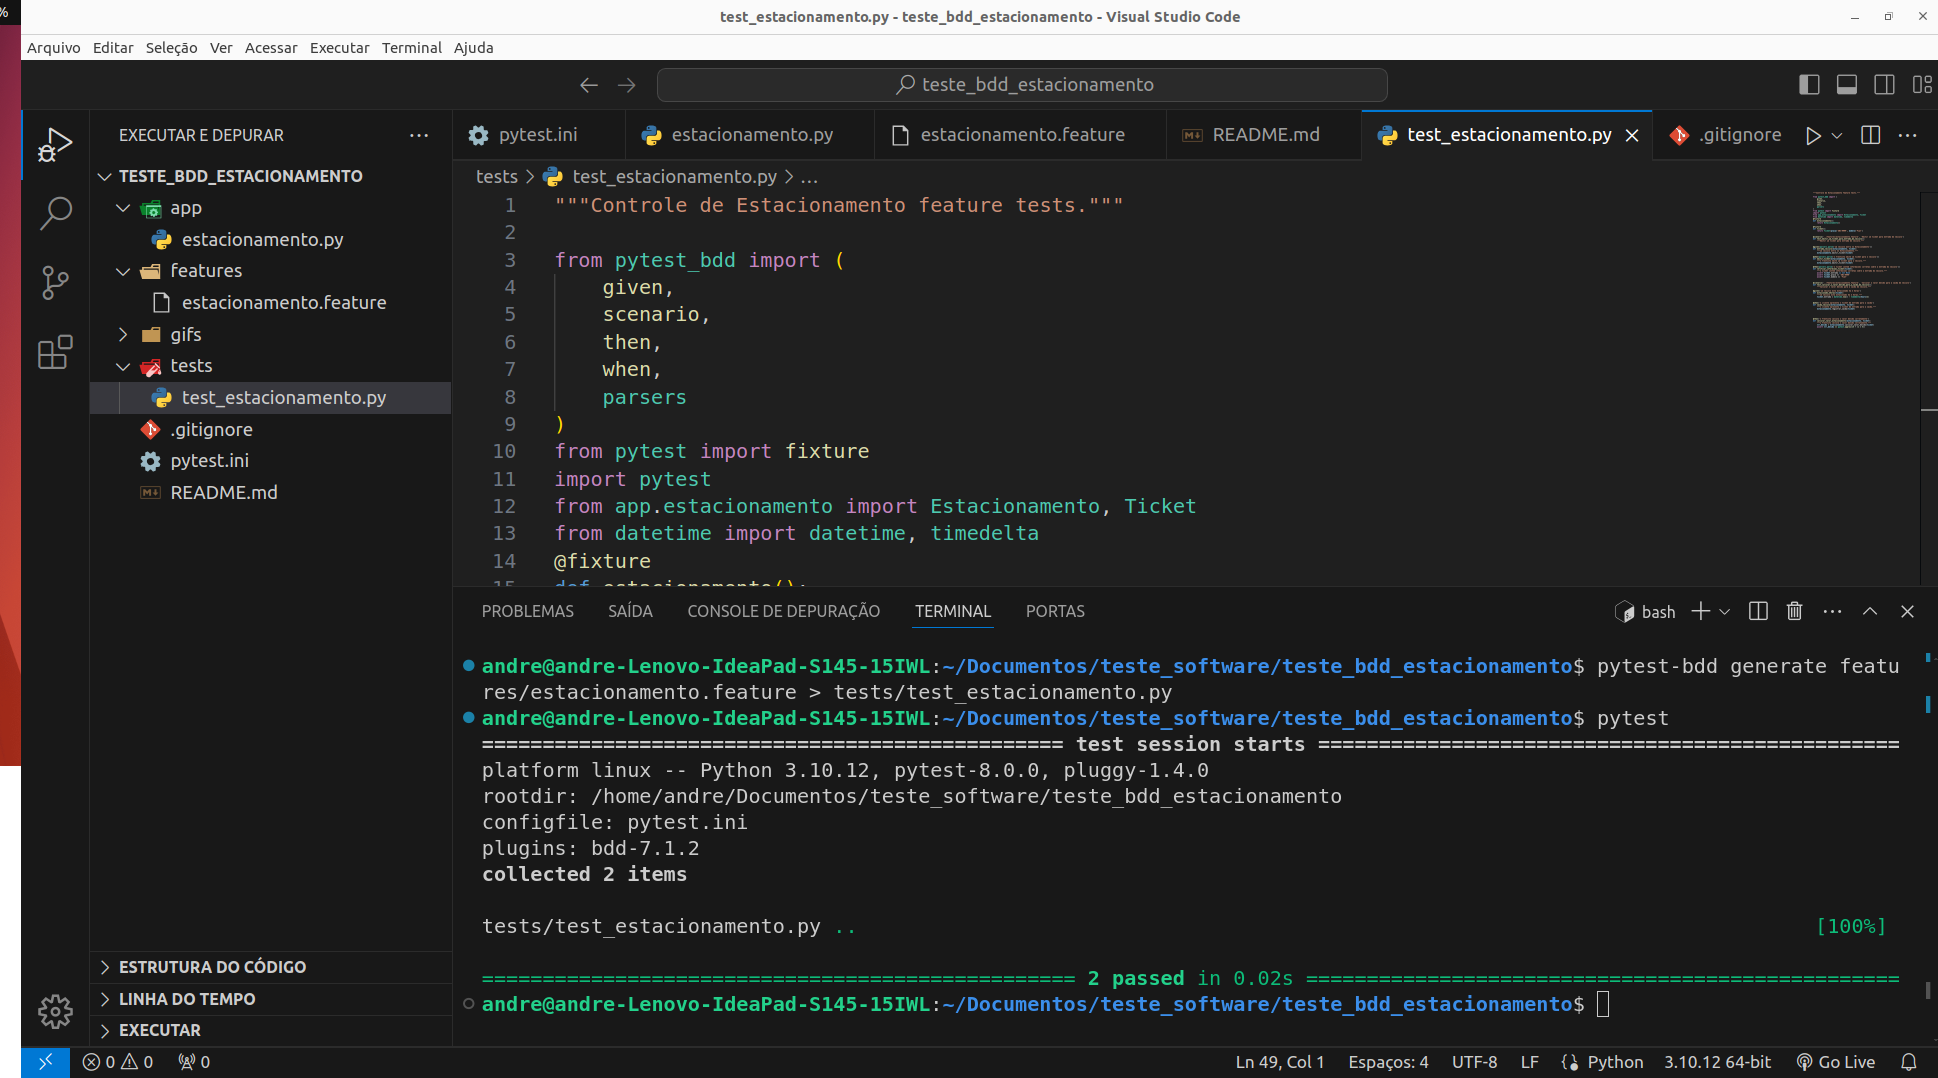 %
test_estacionamento.py - teste_bdd_estacionamento - Visual Studio Code
Arquivo Editar Seleção Ver Acessar Executar Terminal Ajuda
teste_bdd_estacionamento
EXECUTAR E DEPURAR
TESTE_BDD_ESTACIONAMENTO
app
estacionamento.py
features
estacionamento.feature
gifs
tests
test_estacionamento.py
.gitignore
pytest.ini
README.md
ESTRUTURA DO CÓDIGO
LINHA DO TEMPO
EXECUTAR
pytest.ini estacionamento.py estacionamento.feature README.md test_estacionamento.py .gitignore
tests > test_estacionamento.py > ...
1 """Controle de Estacionamento feature tests."""
2
3 from pytest_bdd import (
4 given,
5 scenario,
6 then,
7 when,
8 parsers
9 )
10 from pytest import fixture
11 import pytest
12 from app.estacionamento import Estacionamento, Ticket
13 from datetime import datetime, timedelta
14 @fixture
15 def estacionamento():
PROBLEMAS SAÍDA CONSOLE DE DEPURAÇÃO TERMINAL PORTAS
bash
andre@andre-Lenovo-IdeaPad-S145-15IWL:~/Documentos/teste_software/teste_bdd_estacionamento$ pytest-bdd generate featu
res/estacionamento.feature > tests/test_estacionamento.py
andre@andre-Lenovo-IdeaPad-S145-15IWL:~/Documentos/teste_software/teste_bdd_estacionamento$ pytest
================================================ test session starts ================================================
platform linux -- Python 3.10.12, pytest-8.0.0, pluggy-1.4.0
rootdir: /home/andre/Documentos/teste_software/teste_bdd_estacionamento
configfile: pytest.ini
plugins: bdd-7.1.2
collected 2 items
tests/test_estacionamento.py .. [100%]
================================================= 2 passed in 0.02s =================================================
andre@andre-Lenovo-IdeaPad-S145-15IWL:~/Documentos/teste_software/teste_bdd_estacionamento$
0 0 0 Ln 49, Col 1 Espaços: 4 UTF-8 LF Python 3.10.12 64-bit Go Live